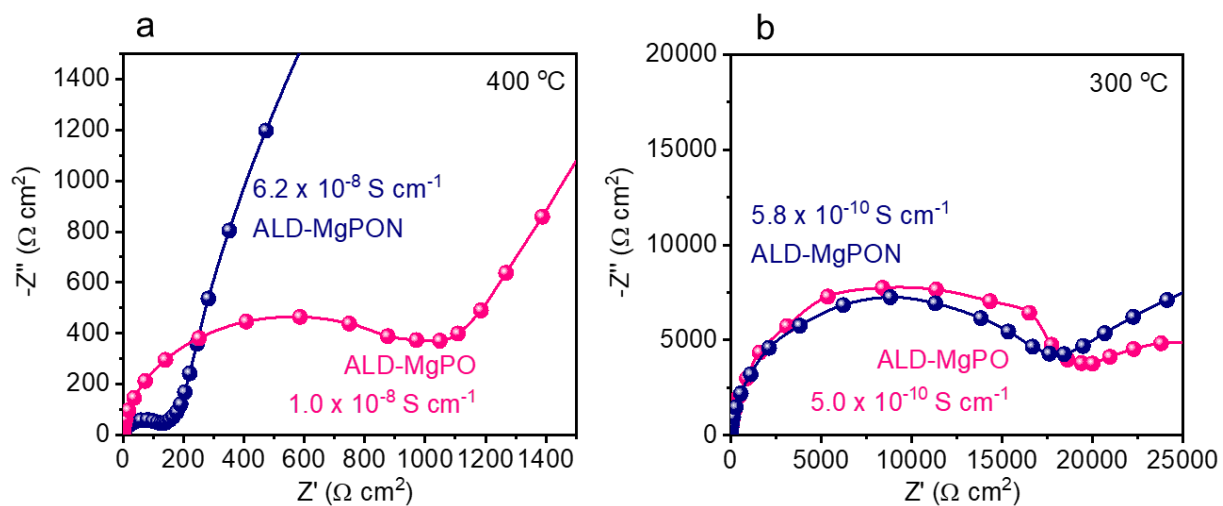 a
400 °C
1400
1200
1000
800
600
400
200
0
-Z'' (Ω cm²)
6.2 x 10⁻⁸ S cm⁻¹
ALD-MgPON
ALD-MgPO
1.0 x 10⁻⁸ S cm⁻¹
0 200 400 600 800 1000 1200 1400
Z' (Ω cm²)
b
300 °C
20000
15000
10000
5000
0
-Z'' (Ω cm²)
5.8 x 10⁻¹⁰ S cm⁻¹
ALD-MgPON
ALD-MgPO
5.0 x 10⁻¹⁰ S cm⁻¹
0 5000 10000 15000 20000 25000
Z' (Ω cm²)